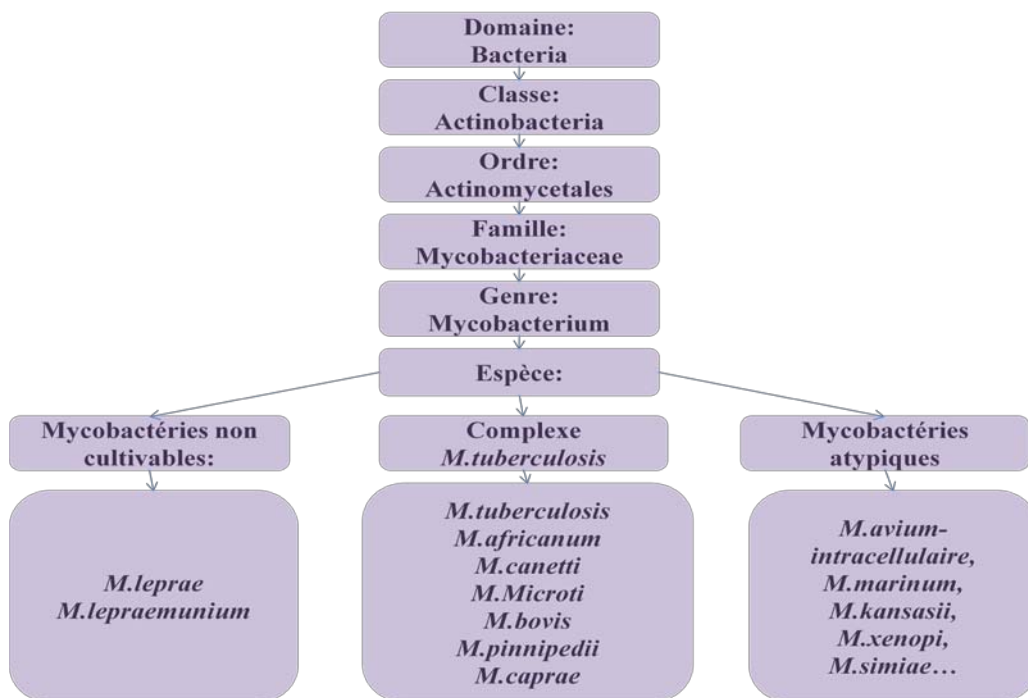 Domaine:
Bacteria
Classe:
Actinobacteria
Ordre:
Actinomycetales
Famille:
Mycobacteriaceae
Genre:
Mycobacterium
Espèce:
Mycobactéries non
cultivables:
Complexe
M.tuberculosis
Mycobactéries
atypiques
M.leprae
M.lepraemunium
M.tuberculosis
M.africanum
M.canetti
M.Microti
M.bovis
M.pinnipedii
M.caprae
M.avium-
intracellulaire,
M.marinum,
M.kansasii,
M.xenopi,
M.simiae…